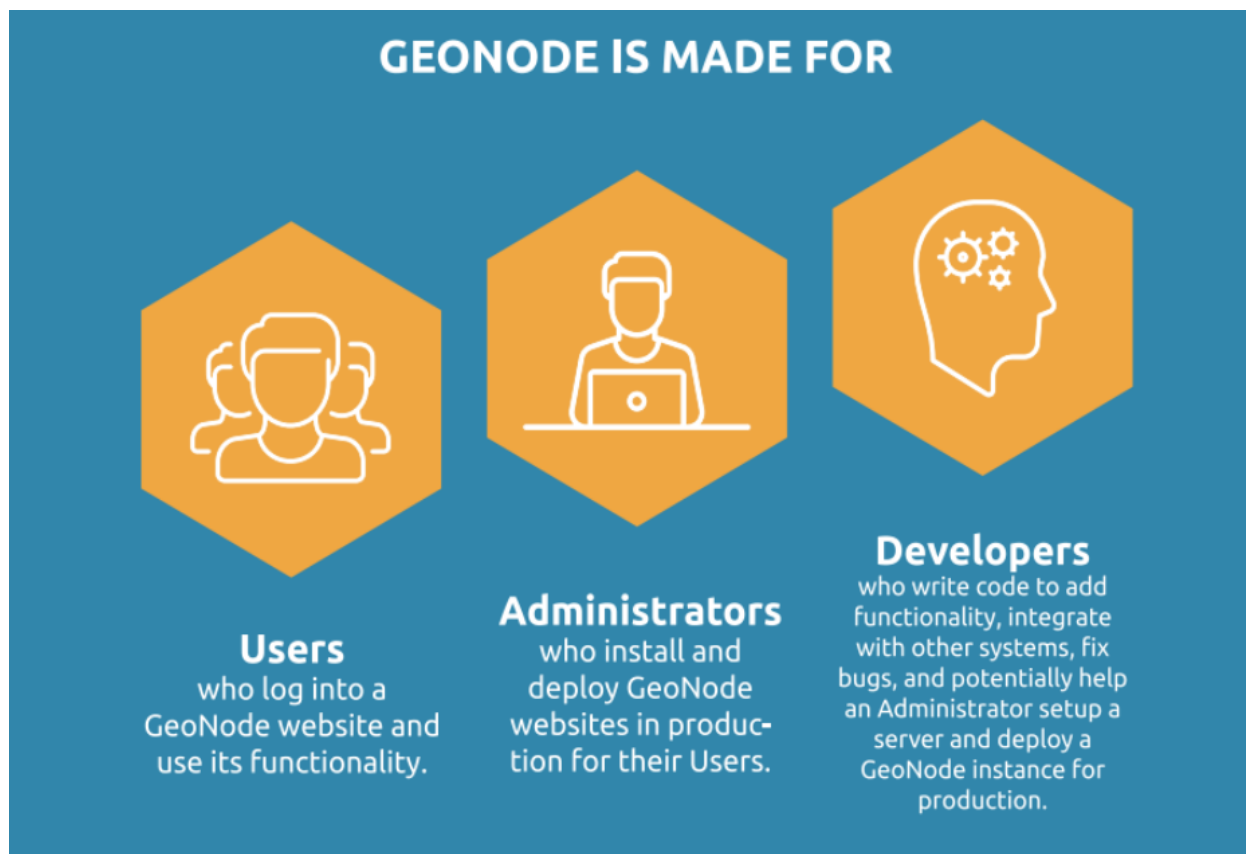 GEONODE IS MADE FOR
Users
who log into a
GeoNode website and
use its functionality.
Administrators
who install and
deploy GeoNode
websites in produc-
tion for their Users.
Developers
who write code to add
functionality, integrate
with other systems, fix
bugs, and potentially help
an Administrator setup a
server and deploy a
GeoNode instance for
production.